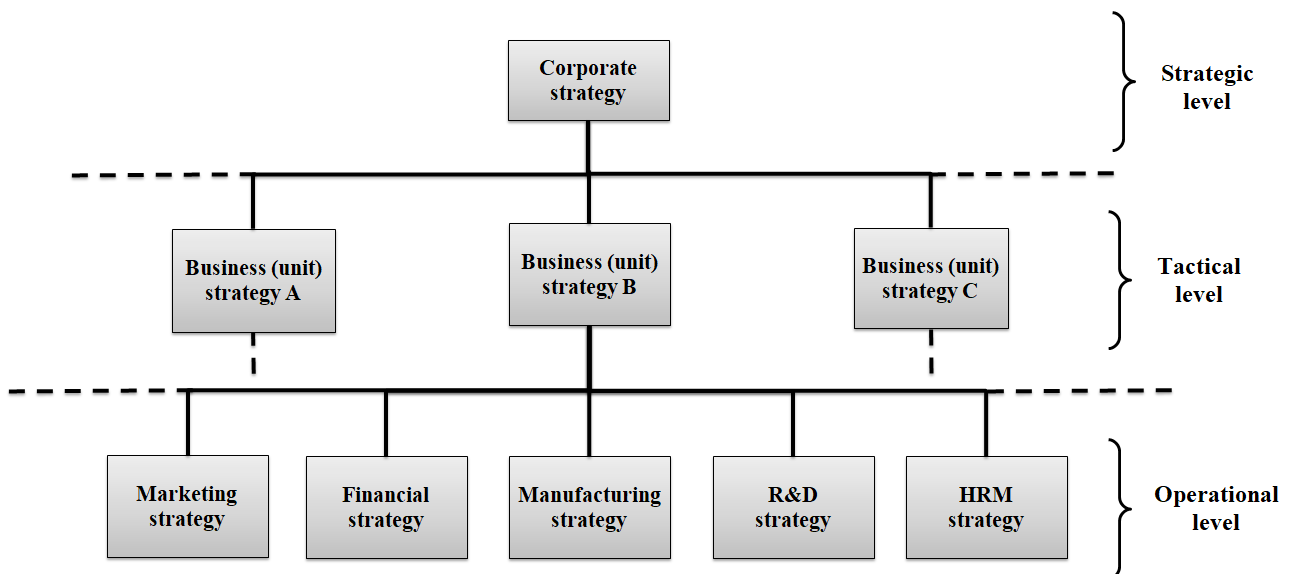 Corporate
strategy
Strategic
level
Business (unit)
strategy A
Business (unit)
strategy B
Business (unit)
strategy C
Tactical
level
Marketing
strategy
Financial
strategy
Manufacturing
strategy
R&D
strategy
HRM
strategy
Operational
level